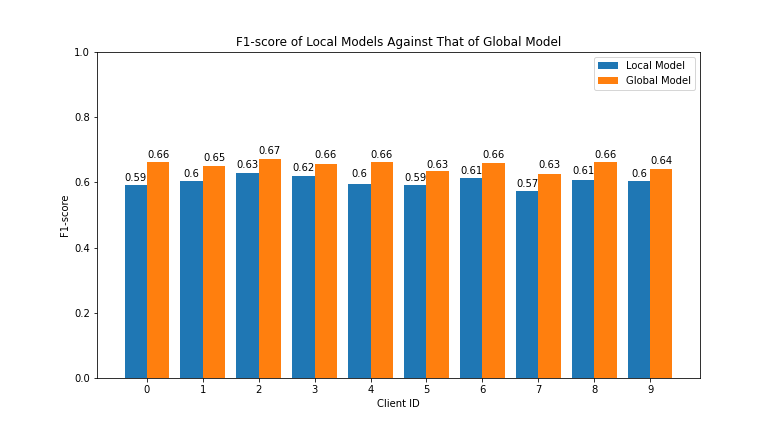 F1-score of Local Models Against That of Global Model
Local Model
Global Model
F1-score
1.0
0.8
0.6
0.4
0.2
0.0
0.59 0.66 0.6 0.65 0.63 0.67 0.62 0.66 0.6 0.66 0.59 0.63 0.61 0.66 0.57 0.63 0.61 0.66 0.6 0.64
0 1 2 3 4 5 6 7 8 9
Client ID